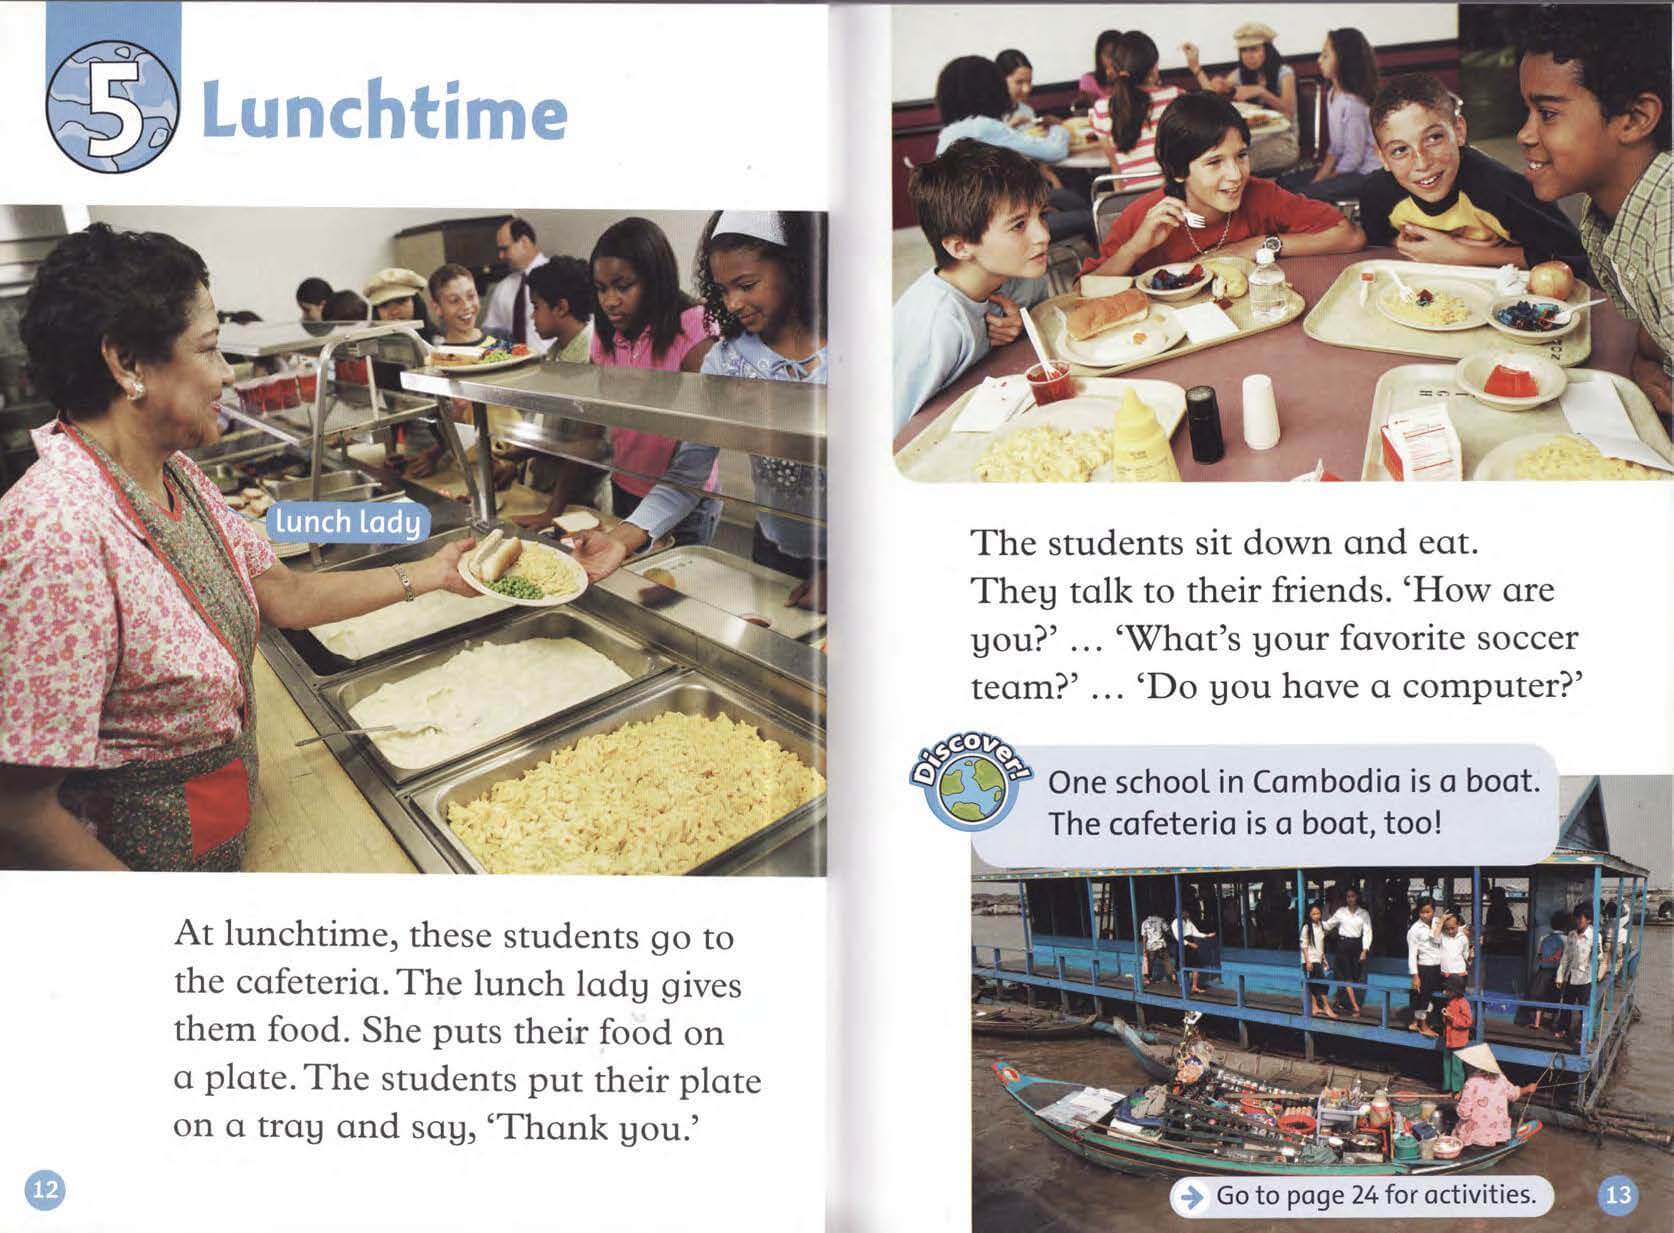 5
Lunchtime
lunch lady
At lunchtime, these students go to
the cafeteria. The lunch lady gives
them food. She puts their food on
a plate. The students put their plate
on a tray and say, ‘Thank you.’
12
The students sit down and eat.
They talk to their friends. ‘How are
you?’ … ‘What’s your favorite soccer
team?’ … ‘Do you have a computer?’
Discover!
One school in Cambodia is a boat.
The cafeteria is a boat, too!
Go to page 24 for activities.
13